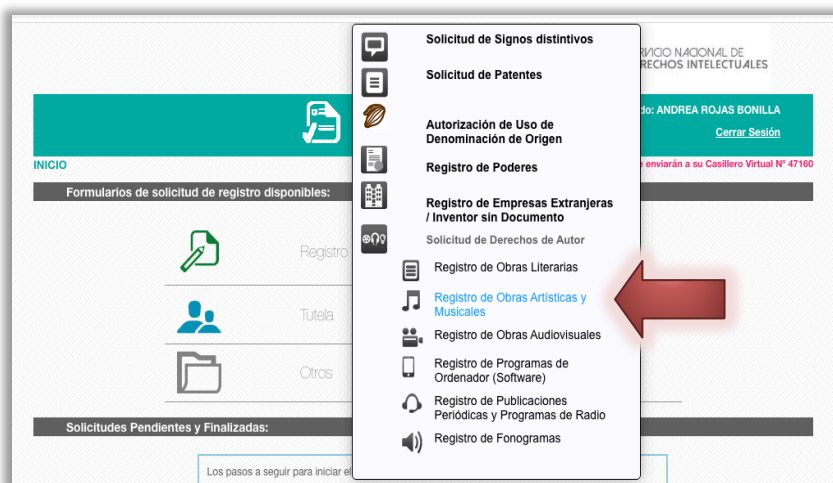 Solicitud de Signos distintivos
Solicitud de Patentes
Autorización de Uso de
Denominación de Origen
Registro de Poderes
Registro de Empresas Extranjeras
/ Inventor sin Documento
Solicitud de Derechos de Autor
Registro de Obras Literarias
Registro de Obras Artísticas y
Musicales
Registro de Obras Audiovisuales
Registro de Programas de
Ordenador (Software)
Registro de Publicaciones
Periódicas y Programas de Radio
Registro de Fonogramas
NACIONAL DE
INTELECTUALES
do: ANDREA ROJAS BONILLA
Cerrar Sesión
INICIO
enviarán a su Casillero Virtual N° 47160
Formularios de solicitud de registro disponibles:
Registro
Tutela
Otros
Solicitudes Pendientes y Finalizadas:
Los pasos a seguir para iniciar el